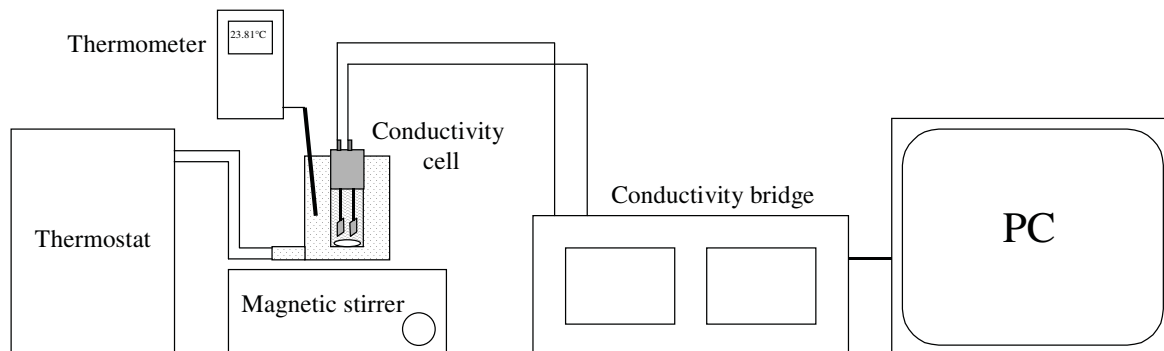 23.81°C
Thermometer
Conductivity
cell
Thermostat
Magnetic stirrer
Conductivity bridge
PC